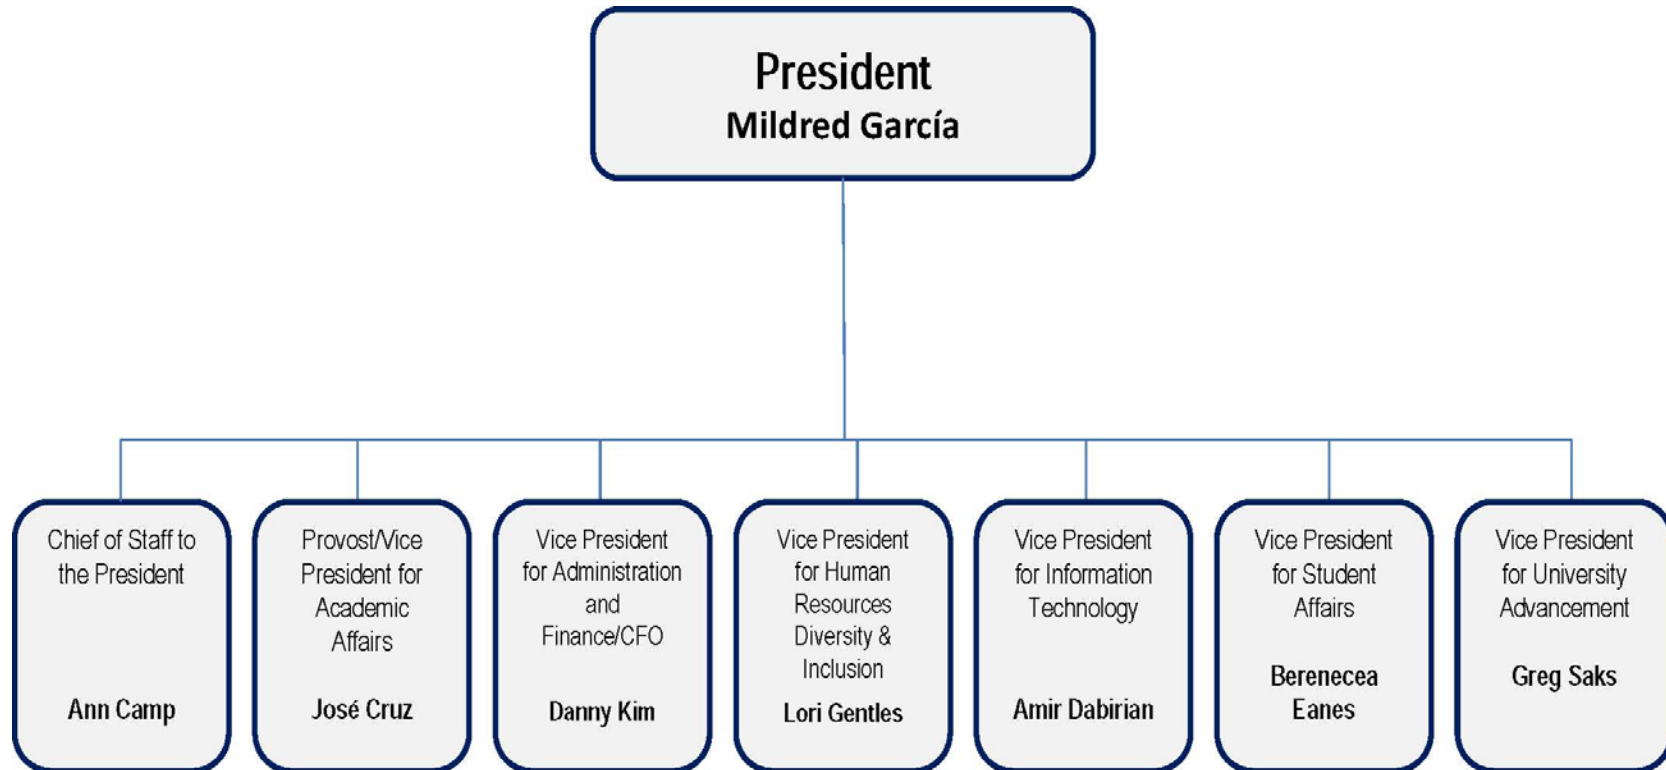 President
Mildred García
Chief of Staff to
the President
Ann Camp
Provost/Vice
President for
Academic
Affairs
José Cruz
Vice President
for Administration
and
Finance/CFO
Danny Kim
Vice President
for Human
Resources
Diversity &
Inclusion
Lori Gentles
Vice President
for Information
Technology
Amir Dabirian
Vice President
for Student
Affairs
Berenecea
Eanes
Vice President
for University
Advancement
Greg Saks